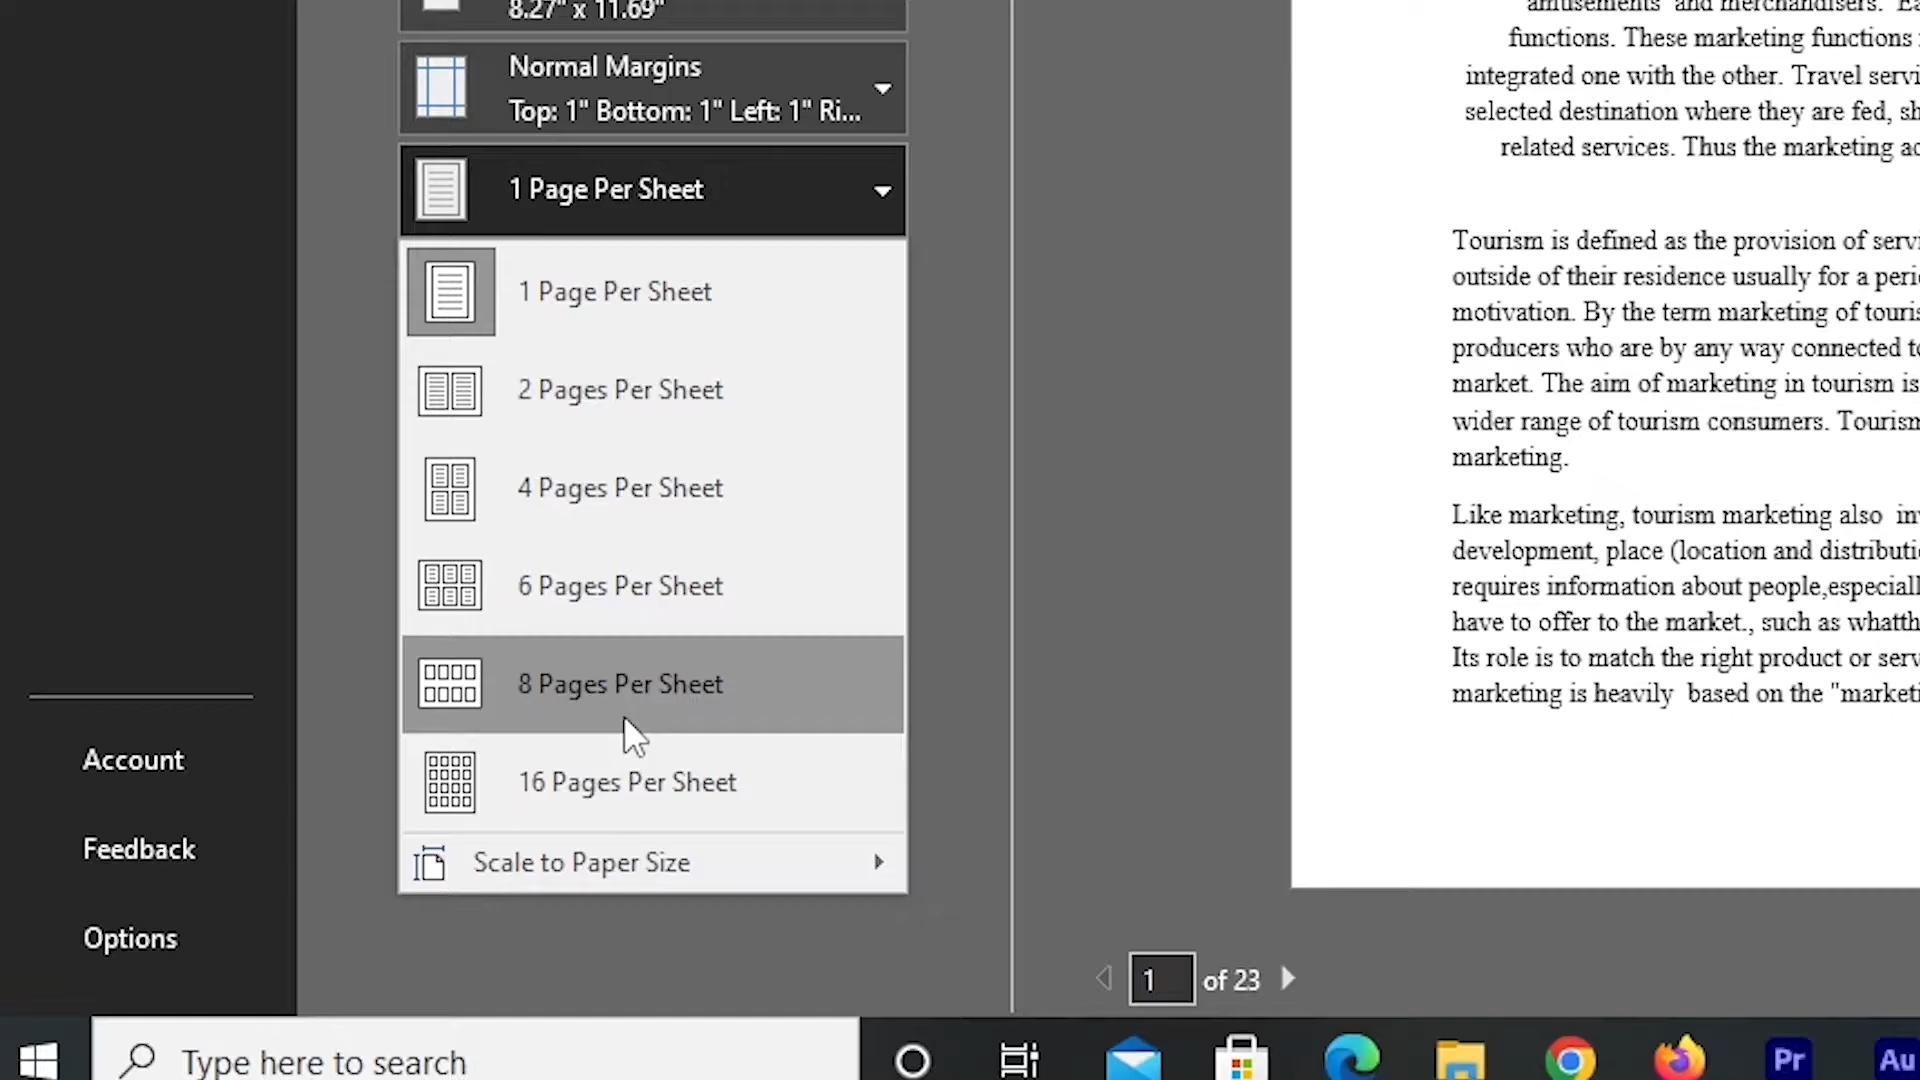 8.27" x 11.69"
Normal Margins
Top: 1" Bottom: 1" Left: 1" Ri...
1 Page Per Sheet
1 Page Per Sheet
2 Pages Per Sheet
4 Pages Per Sheet
6 Pages Per Sheet
8 Pages Per Sheet
16 Pages Per Sheet
Scale to Paper Size
Account
Feedback
Options
amusements and merchandisers. Ea
functions. These marketing functions
integrated one with the other. Travel servi
selected destination where they are fed, sh
related services. Thus the marketing ac
Tourism is defined as the provision of servi
outside of their residence usually for a peri
motivation. By the term marketing of touris
producers who are by any way connected to
market. The aim of marketing in tourism is
wider range of tourism consumers. Tourism
marketing.
Like marketing, tourism marketing also in
development, place (location and distributi
requires information about people,especiall
have to offer to the market., such as whatth
Its role is to match the right product or serv
marketing is heavily based on the "marketi
1 of 23
Type here to search
Pr
Au